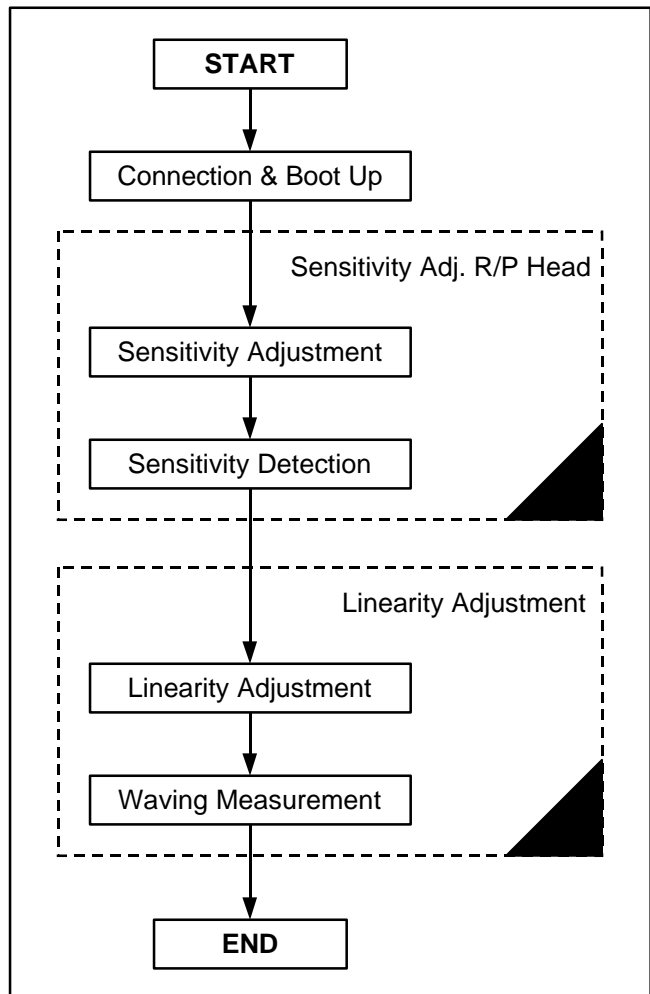 START
Connection & Boot Up
Sensitivity Adj. R/P Head
Sensitivity Adjustment
Sensitivity Detection
Linearity Adjustment
Linearity Adjustment
Waving Measurement
END